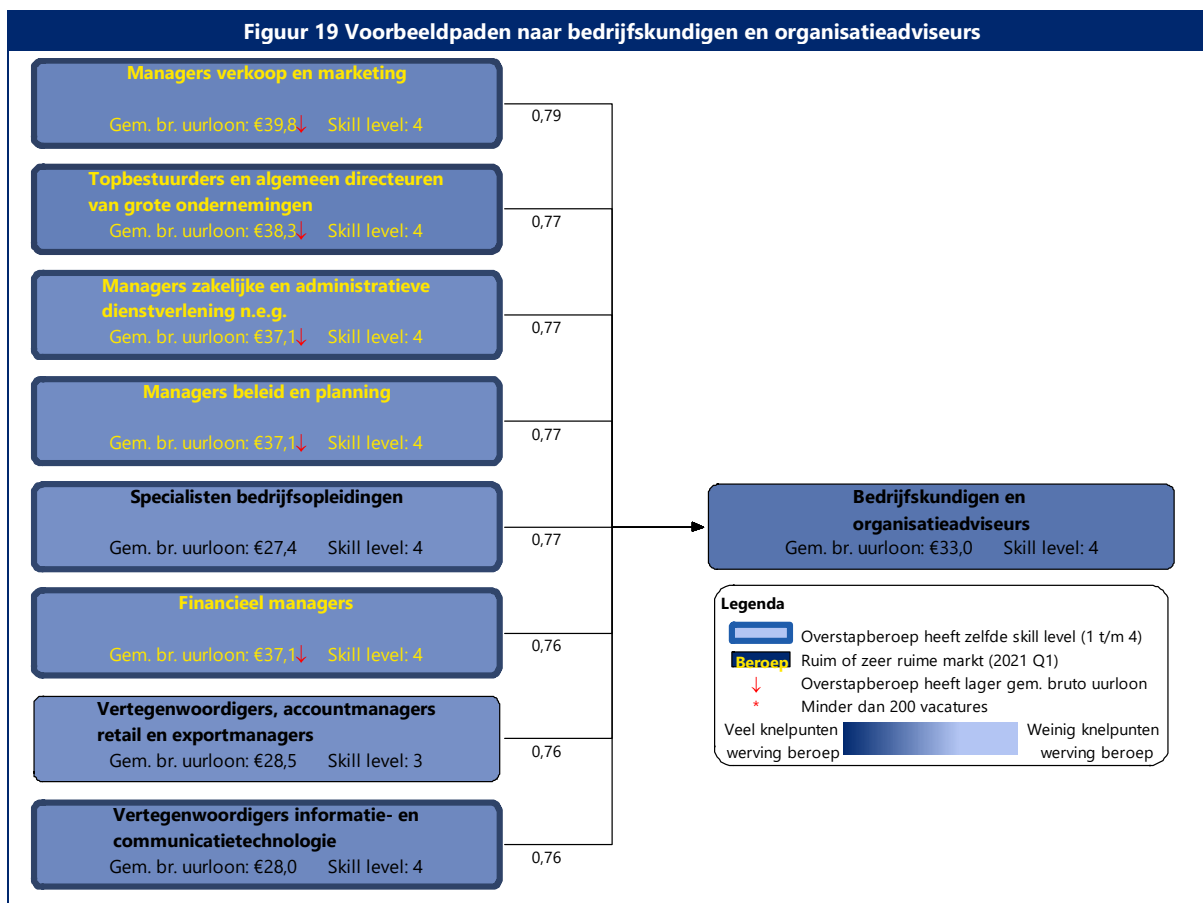 Figuur 19 Voorbeeldpaden naar bedrijfskundigen en organisatieadviseurs
Managers verkoop en marketing
Gem. br. uurloon: €39,8↓ Skill level: 4
0,79
Topbestuurders en algemeen directeuren
van grote ondernemingen
Gem. br. uurloon: €38,3↓ Skill level: 4
0,77
Managers zakelijke en administratieve
dienstverlening n.e.g.
Gem. br. uurloon: €37,1↓ Skill level: 4
0,77
Managers beleid en planning
Gem. br. uurloon: €37,1↓ Skill level: 4
0,77
Specialisten bedrijfsopleidingen
Gem. br. uurloon: €27,4 Skill level: 4
0,77
Financieel managers
Gem. br. uurloon: €37,1↓ Skill level: 4
0,76
Vertegenwoordigers, accountmanagers
retail en exportmanagers
Gem. br. uurloon: €28,5 Skill level: 3
0,76
Vertegenwoordigers informatie- en
communicatietechnologie
Gem. br. uurloon: €28,0 Skill level: 4
0,76
Bedrijfskundigen en
organisatieadviseurs
Gem. br. uurloon: €33,0 Skill level: 4
Legenda
Overstapberoep heeft zelfde skill level (1 t/m 4)
Beroep Ruim of zeer ruime markt (2021 Q1)
↓ Overstapberoep heeft lager gem. bruto uurloon
* Minder dan 200 vacatures
Veel knelpunten Weinig knelpunten
werving beroep werving beroep